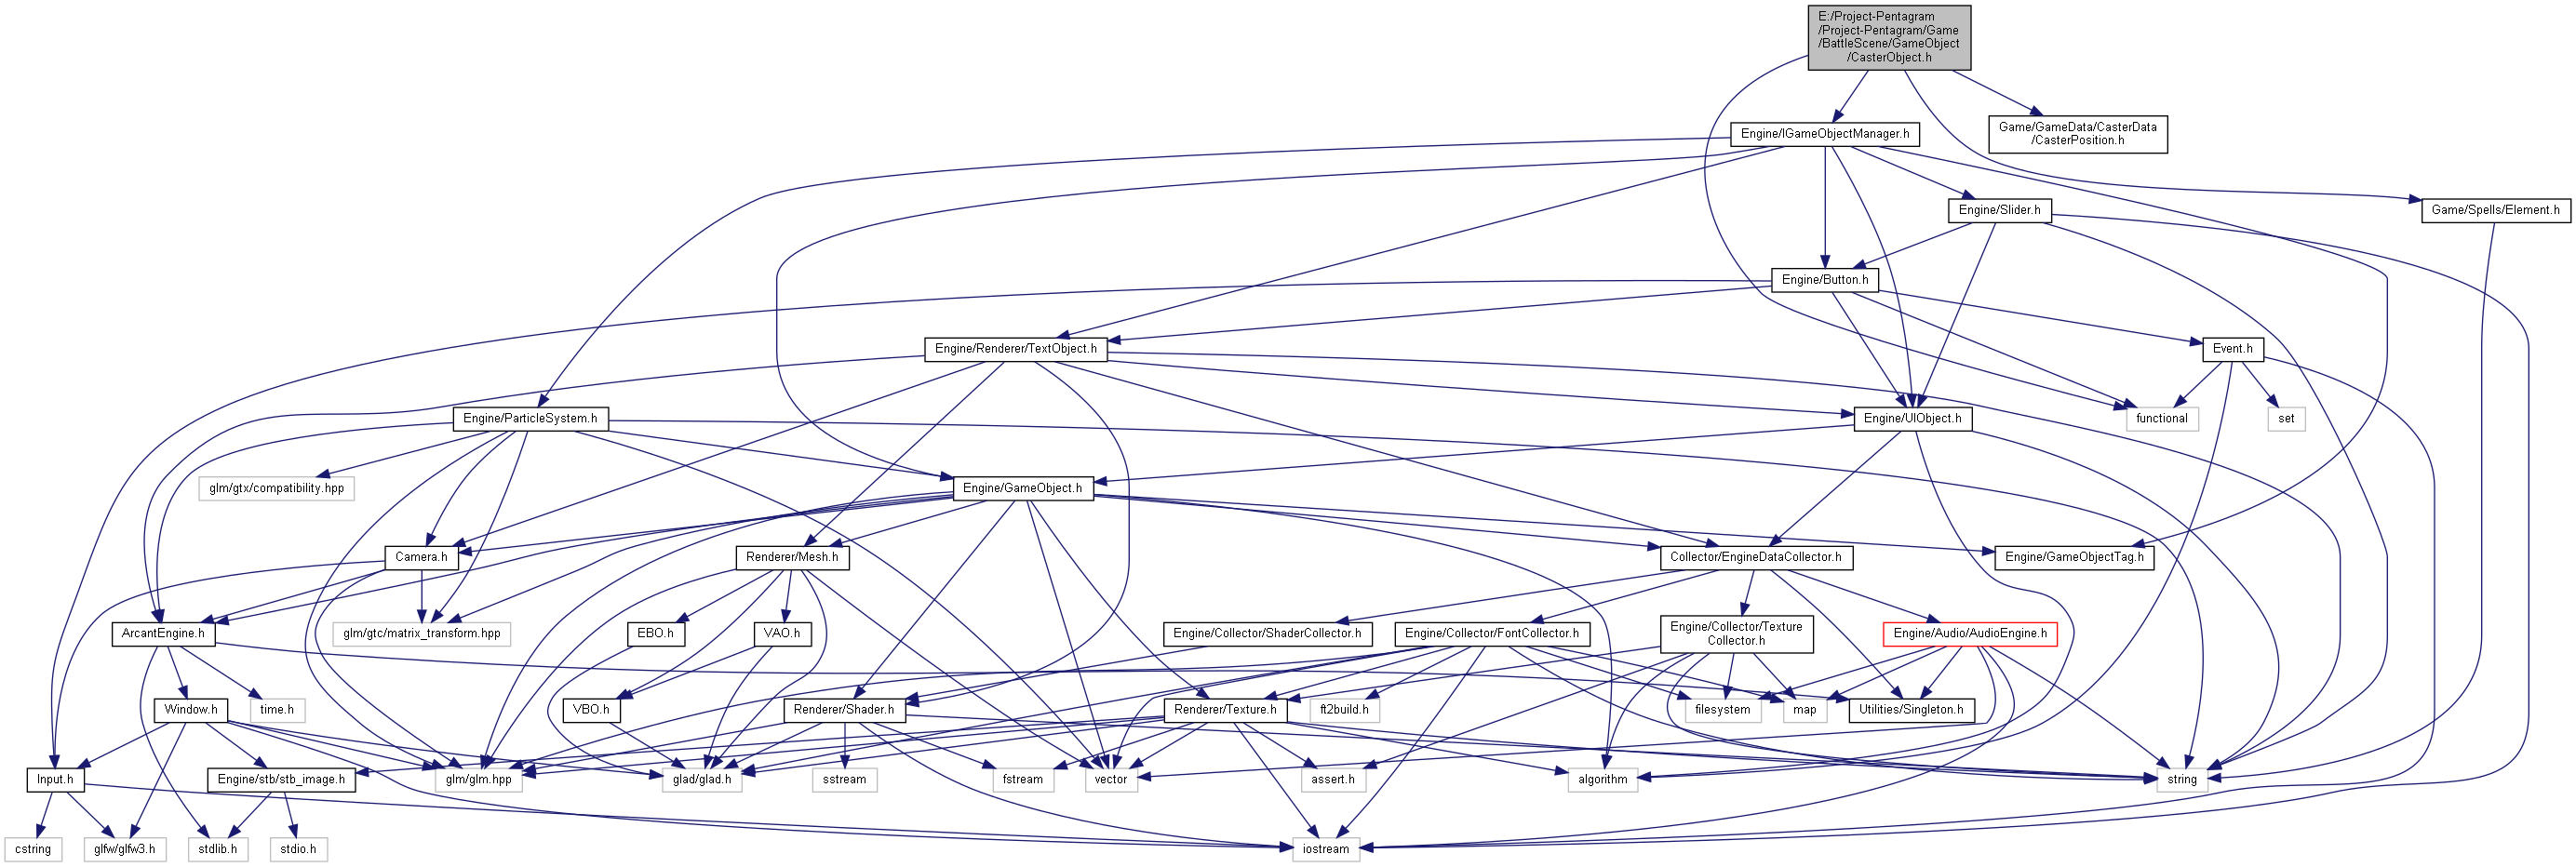 E:/Project-Pentagram
/Project-Pentagram/Game
/BattleScene/GameObject
/CasterObject.h
Engine/IGameObjectManager.h
Game/GameData/CasterData
/CasterPosition.h
Engine/Slider.h
Game/Spells/Element.h
Engine/Button.h
Engine/Renderer/TextObject.h
Event.h
Engine/ParticleSystem.h
Engine/UIObject.h
functional
set
glm/gtx/compatibility.hpp
Engine/GameObject.h
Camera.h
Renderer/Mesh.h
Collector/EngineDataCollector.h
Engine/GameObjectTag.h
ArcantEngine.h
glm/gtc/matrix_transform.hpp
EBO.h
VAO.h
Engine/Collector/ShaderCollector.h
Engine/Collector/FontCollector.h
Engine/Collector/Texture
Collector.h
Engine/Audio/AudioEngine.h
Window.h
time.h
VBO.h
Renderer/Shader.h
Renderer/Texture.h
ft2build.h
filesystem
map
Utilities/Singleton.h
Input.h
Engine/stb/stb_image.h
glm/glm.hpp
glad/glad.h
sstream
fstream
vector
assert.h
algorithm
string
cstring
glfw/glfw3.h
stdlib.h
stdio.h
iostream